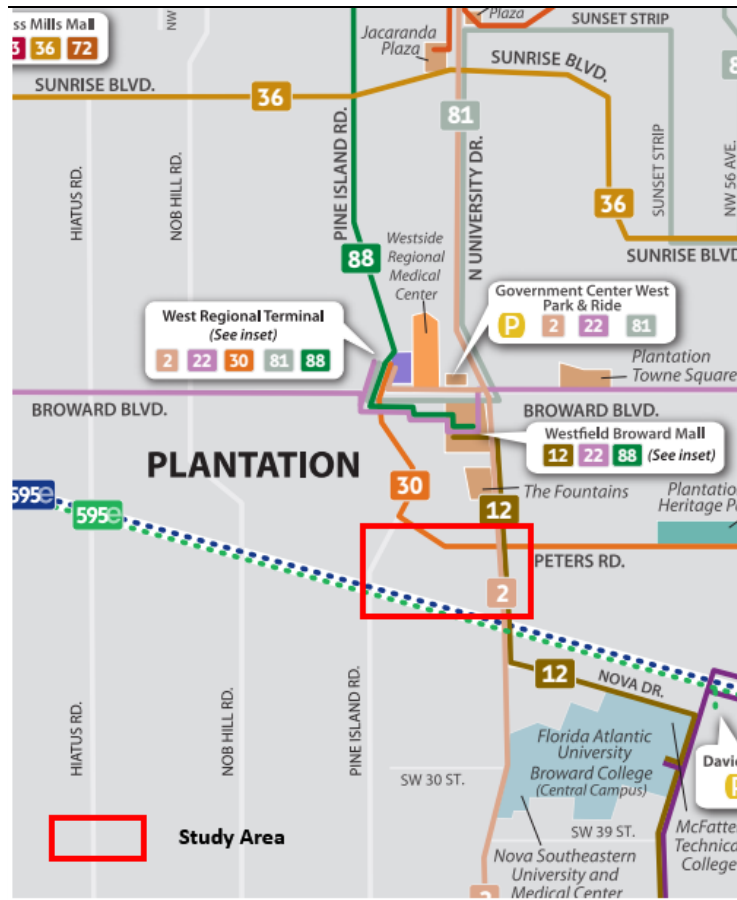 ss Mills Mall
3 36 72
NW
Plaza
Jacaranda
Plaza
SUNSET STRIP
SUNRISE BLVD.
SUNRISE BLVD.
36
81
8
HIATUS RD.
NOB HILL RD.
PINE ISLAND RD.
N UNIVERSITY DR.
SUNSET STRIP
NW 56 AVE.
36
88
Westside
Regional
Medical
Center
SUNRISE BLVD
Government Center West
Park & Ride
P 2 22 81
West Regional Terminal
(See inset)
2 22 30 81 88
Plantation
Towne Square
BROWARD BLVD.
BROWARD BLVD.
Westfield Broward Mall
12 22 88 (See inset)
PLANTATION
30
The Fountains
Plantatio
Heritage P
595e
595e
12
PETERS RD.
2
12
NOVA DR.
HIATUS RD.
NOB HILL RD.
PINE ISLAND RD.
Florida Atlantic
University
Broward College
(Central Campus)
David
P
SW 30 ST.
SW 39 ST.
McFatte
Technica
College
Study Area
Nova Southeastern
University and
Medical Center
2